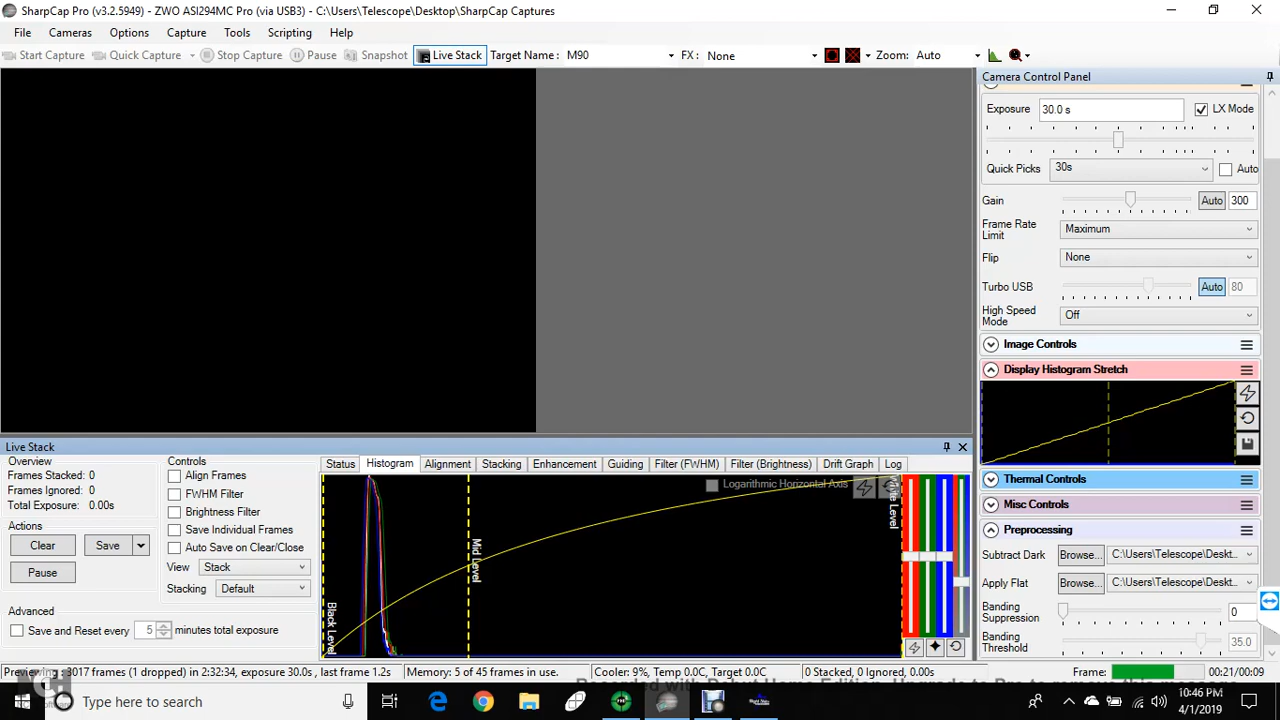 SharpCap Pro (v3.2.5949) - ZWO ASI294MC Pro (via USB3) - C:\Users\Telescope\Desktop\SharpCap Captures
File Cameras Options Capture Tools Scripting Help
Start Capture Quick Capture Stop Capture Pause Snapshot Live Stack Target Name : M90 FX : None Zoom: Auto
Camera Control Panel
Exposure 30.0 s LX Mode
Quick Picks 30s Auto
Gain Auto 300
Frame Rate Limit Maximum
Flip None
Turbo USB Auto 80
High Speed Mode Off
Image Controls
Display Histogram Stretch
Thermal Controls
Misc Controls
Preprocessing
Subtract Dark Browse... C:\Users\Telescope\Deskt
Apply Flat Browse... C:\Users\Telescope\Deskt
Banding Suppression 0
Banding Threshold 35.0
Live Stack
Overview
Frames Stacked: 0
Frames Ignored: 0
Total Exposure: 0.00s
Actions
Clear Save
Pause
Controls
Align Frames
FWHM Filter
Brightness Filter
Save Individual Frames
Auto Save on Clear/Close
View Stack
Stacking Default
Advanced
Save and Reset every 5 minutes total exposure
Status Histogram Alignment Stacking Enhancement Guiding Filter (FWHM) Filter (Brightness) Drift Graph Log
Logarithmic Horizontal Axis
Black Level
Mid Level
White Level
3017 frames (1 dropped) in 2:32:34, exposure 30.0s, last frame 1.2s Memory: 5 of 45 frames in use. Cooler: 9%, Temp 0.0C, Target 0.0C 0 Stacked, 0 Ignored, 0.00s Frame: 00:21/00:09
Type here to search
10:46 PM
4/1/2019